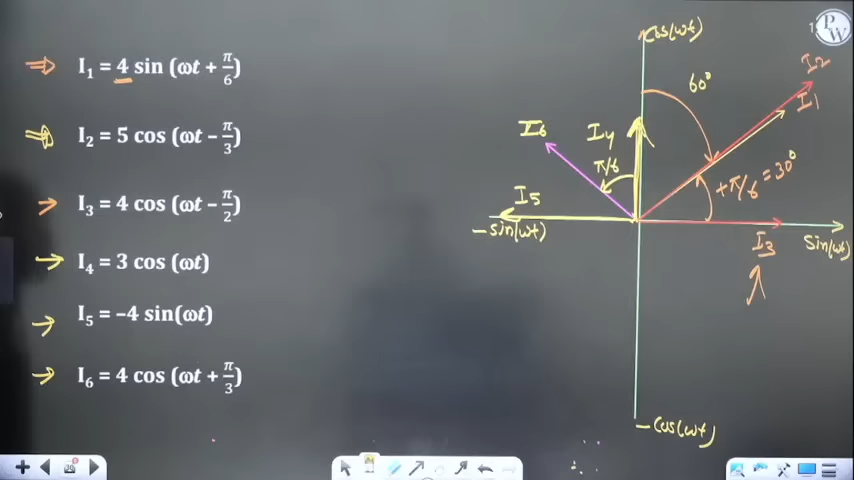 I₁ = 4 sin (ωt + π/6)
I₂ = 5 cos (ωt − π/3)
I₃ = 4 cos (ωt − π/2)
I₄ = 3 cos (ωt)
I₅ = −4 sin(ωt)
I₆ = 4 cos (ωt + π/3)
Cos(ωt)
PW
I2
60°
I1
I6
I4
π/6
+π/6 = 30°
I5
−sin(ωt)
I3
Sin(ωt)
−Cos(ωt)